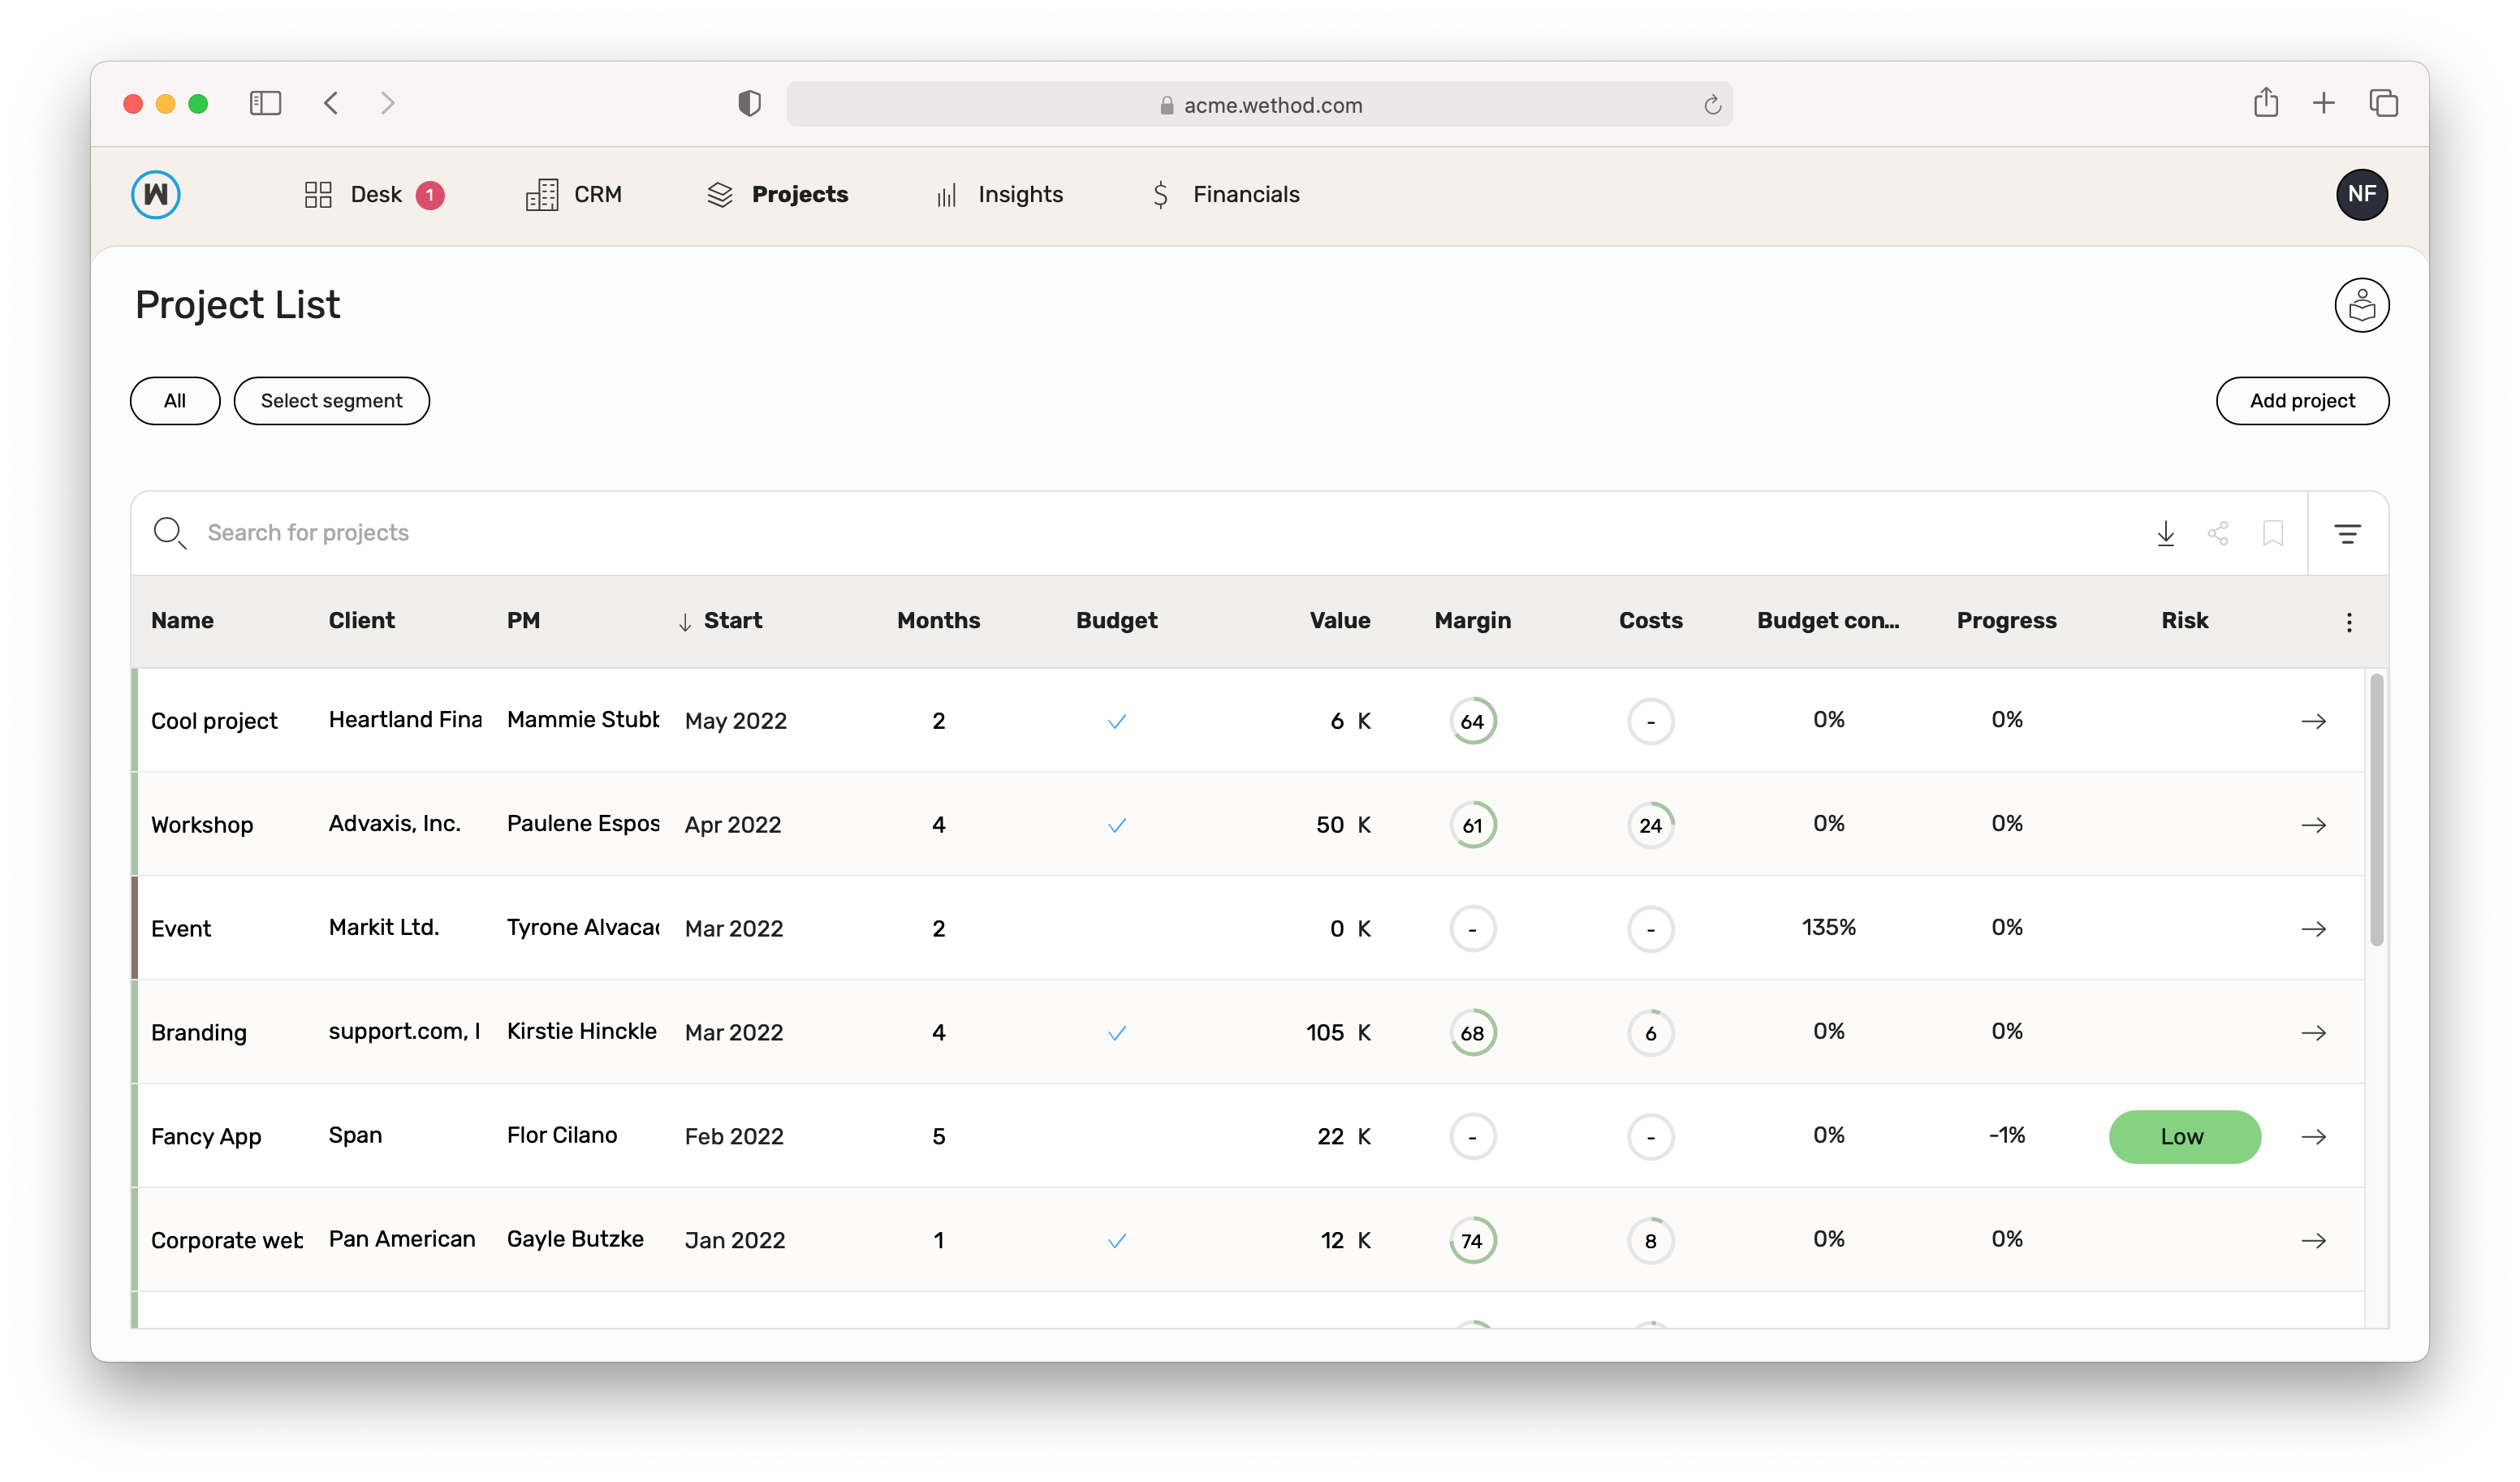 acme.wethod.com
W Desk 1 CRM Projects Insights Financials NF
Project List
All Select segment Add project
Search for projects
Name Client PM Start Months Budget Value Margin Costs Budget con... Progress Risk
Cool project Heartland Fina Mammie Stubb May 2022 2 6 K 64 - 0% 0%
Workshop Advaxis, Inc. Paulene Espos Apr 2022 4 50 K 61 24 0% 0%
Event Markit Ltd. Tyrone Alvacac Mar 2022 2 0 K - - 135% 0%
Branding support.com, I Kirstie Hinckle Mar 2022 4 105 K 68 6 0% 0%
Fancy App Span Flor Cilano Feb 2022 5 22 K - - 0% -1% Low
Corporate web Pan American Gayle Butzke Jan 2022 1 12 K 74 8 0% 0%